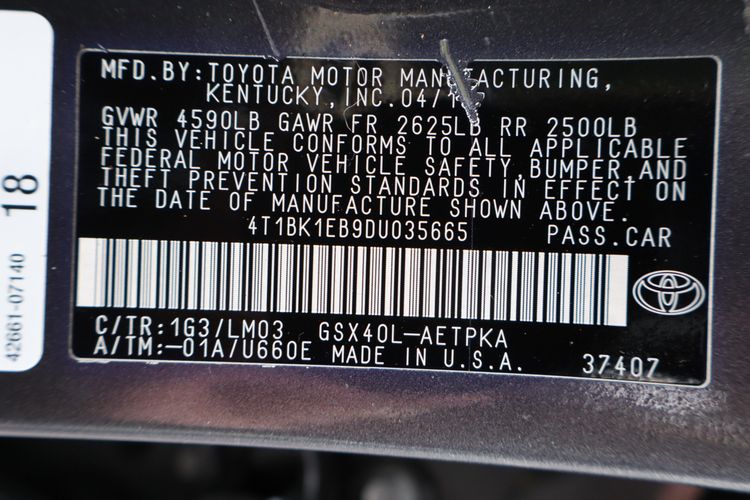 MFD.BY:TOYOTA MOTOR MANUFACTURING,
KENTUCKY,INC.04/1
GVWR 4590LB GAWR FR 2625LB RR 2500LB
THIS VEHICLE CONFORMS TO ALL APPLICABLE
FEDERAL MOTOR VEHICLE SAFETY,BUMPER,AND
THEFT PREVENTION STANDARDS IN EFFECT ON
THE DATE OF MANUFACTURE SHOWN ABOVE.
4T1BK1EB9DU035665 PASS.CAR
C/TR:1G3/LM03 GSX40L-AETPKA
A/TM:-01A/U660E MADE IN U.S.A. 37407
18
42661-07140